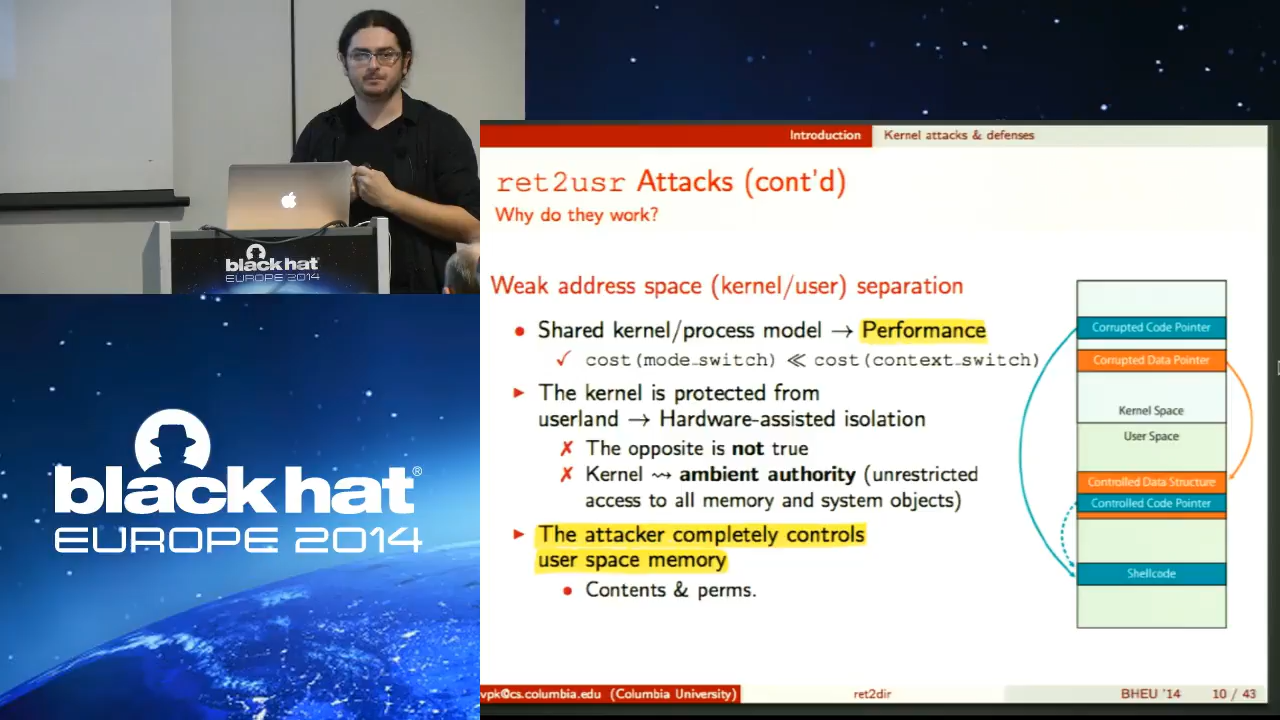 black hat
EUROPE 2014
black hat®
EUROPE 2014
Introduction
Kernel attacks & defenses
ret2usr Attacks (cont'd)
Why do they work?
Weak address space (kernel/user) separation
• Shared kernel/process model → Performance
✓ cost(mode_switch) ≪ cost(context_switch)
▶ The kernel is protected from
userland → Hardware-assisted isolation
✗ The opposite is not true
✗ Kernel ⇝ ambient authority (unrestricted
access to all memory and system objects)
▶ The attacker completely controls
user space memory
• Contents & perms.
Corrupted Code Pointer
Corrupted Data Pointer
Kernel Space
User Space
Controlled Data Structure
Controlled Code Pointer
Shellcode
vpk@cs.columbia.edu (Columbia University)
ret2dir
BHEU '14
10 / 43